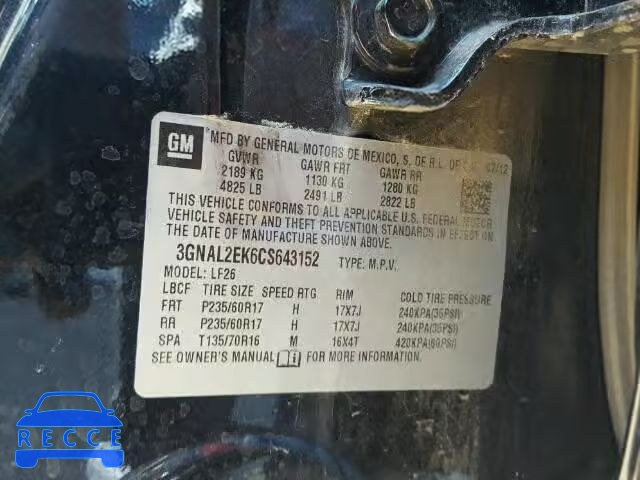 GM
MFD BY GENERAL MOTORS DE MEXICO, S. DE R.L. DE C.V. 07/12
GVWR GAWR FRT GAWR RR
2189 KG 1130 KG 1280 KG
4825 LB 2491 LB 2822 LB
THIS VEHICLE CONFORMS TO ALL APPLICABLE U.S. FEDERAL MOTOR
VEHICLE SAFETY AND THEFT PREVENTION STANDARDS IN EFFECT ON
THE DATE OF MANUFACTURE SHOWN ABOVE.
3GNAL2EK6CS643152 TYPE: M.P.V.
MODEL: LF26
LBCF TIRE SIZE SPEED RTG RIM COLD TIRE PRESSURE
FRT P235/60R17 H 17X7J 240KPA(35PSI)
RR P235/60R17 H 17X7J 240KPA(35PSI)
SPA T135/70R16 M 16X4T 420KPA(60PSI)
SEE OWNER'S MANUAL FOR MORE INFORMATION.
RECCE